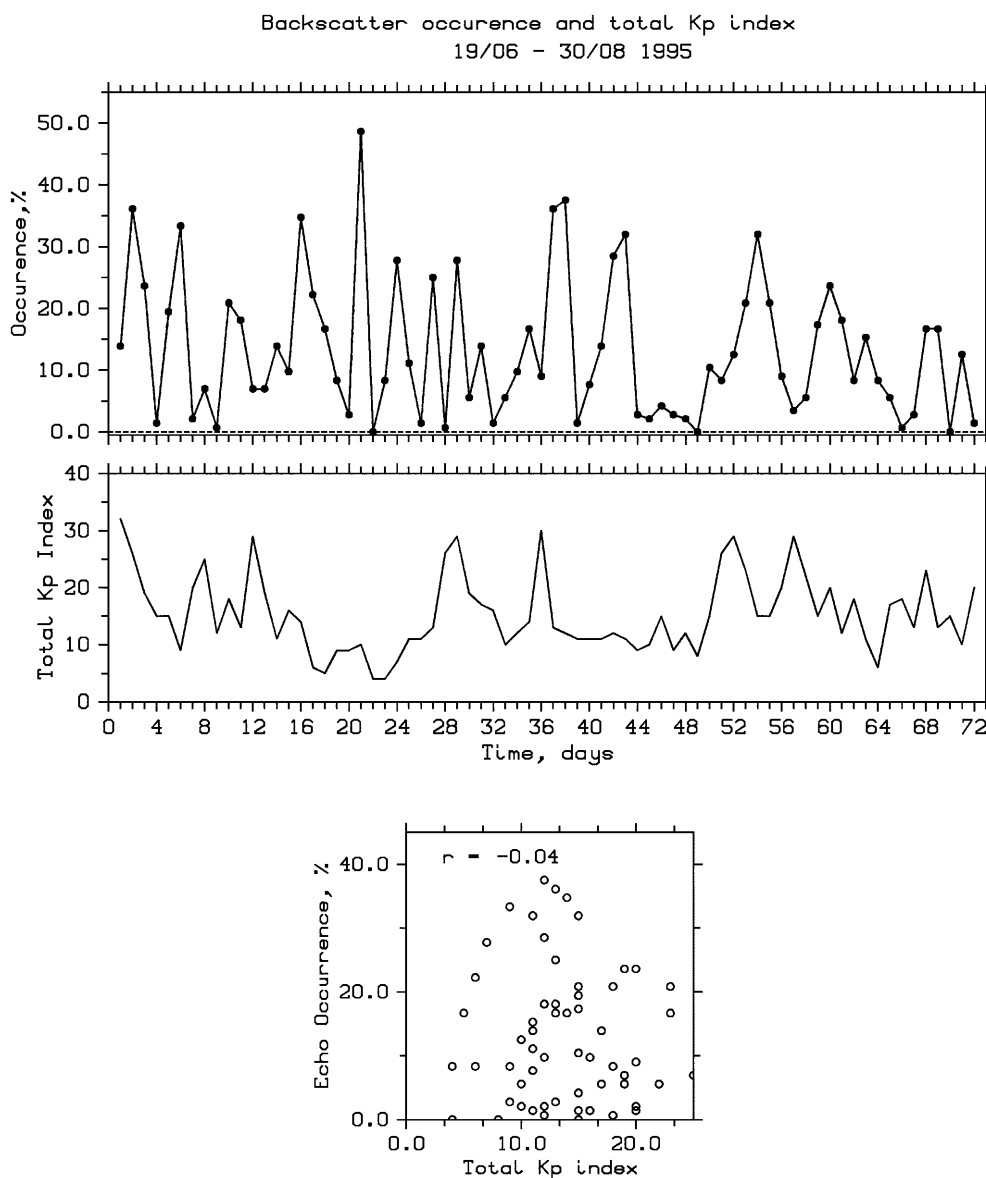 Backscatter occurence and total Kp index
19/06 - 30/08 1995
Occurence,%
50.0
40.0
30.0
20.0
10.0
0.0
Total Kp Index
40
30
20
10
0
0 4 8 12 16 20 24 28 32 36 40 44 48 52 56 60 64 68 72
Time, days
r = -0.04
Echo Occurrence, %
40.0
20.0
0.0
0.0 10.0 20.0
Total Kp index